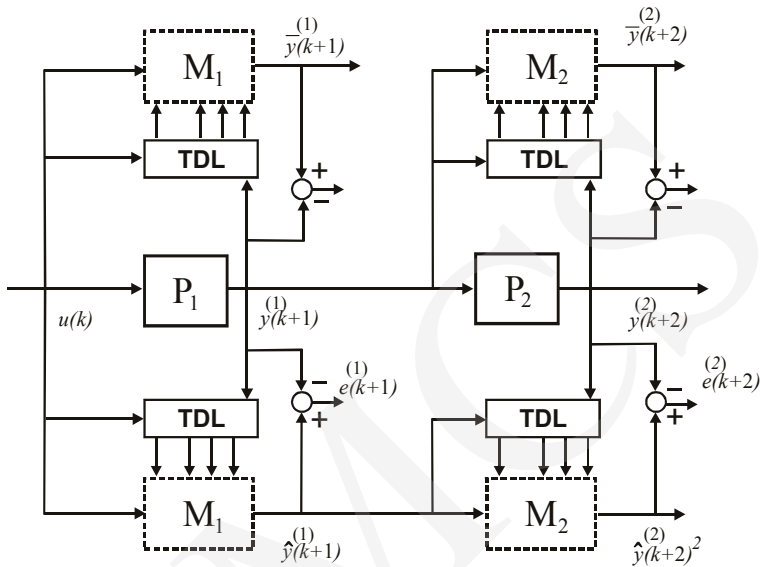 (1)
y̅(k+1)
(2)
y̅(k+2)
M₁
M₂
TDL
TDL
+
−
+
−
P₁
P₂
u(k)
(1)
y(k+1)
(2)
y(k+2)
(1)
e(k+1)
(2)
e(k+2)
−
+
−
+
TDL
TDL
M₁
M₂
(1)
ŷ(k+1)
(2)
ŷ(k+2)²